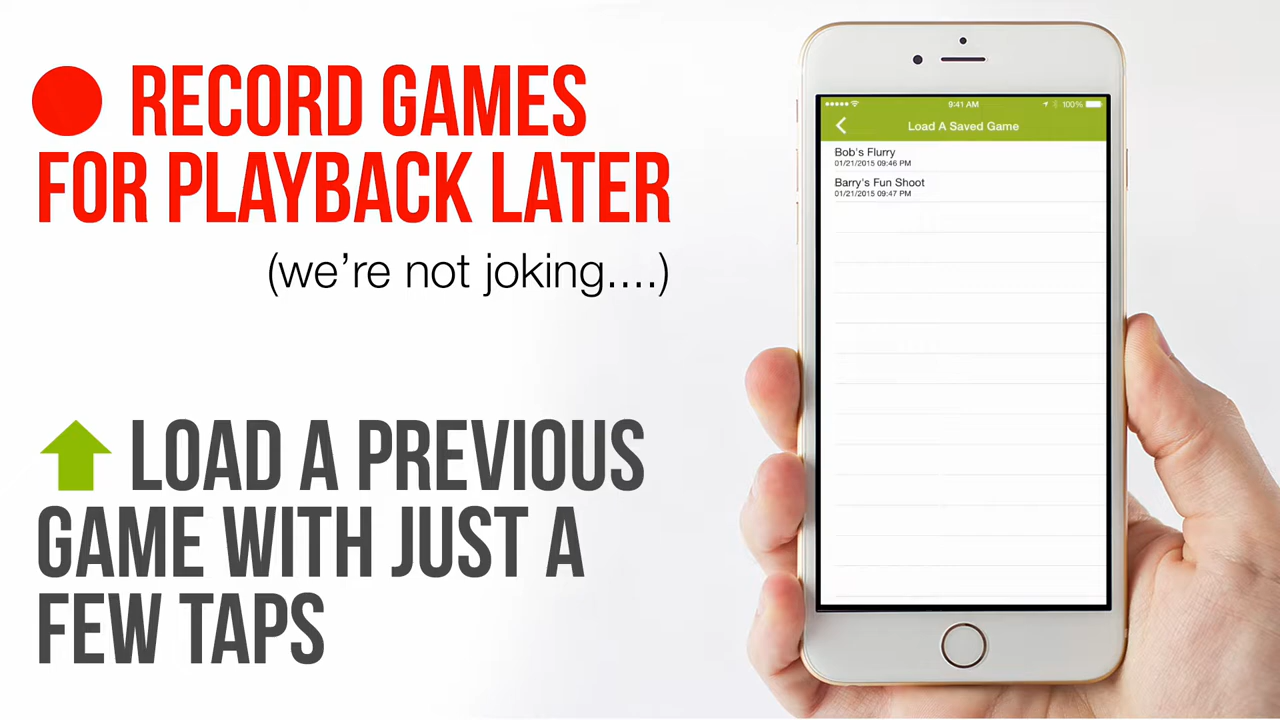 RECORD GAMES
FOR PLAYBACK LATER
(we're not joking....)
LOAD A PREVIOUS
GAME WITH JUST A
FEW TAPS
9:41 AM
100%
Load A Saved Game
Bob's Flurry
01/21/2015 09:46 PM
Barry's Fun Shoot
01/21/2015 09:47 PM